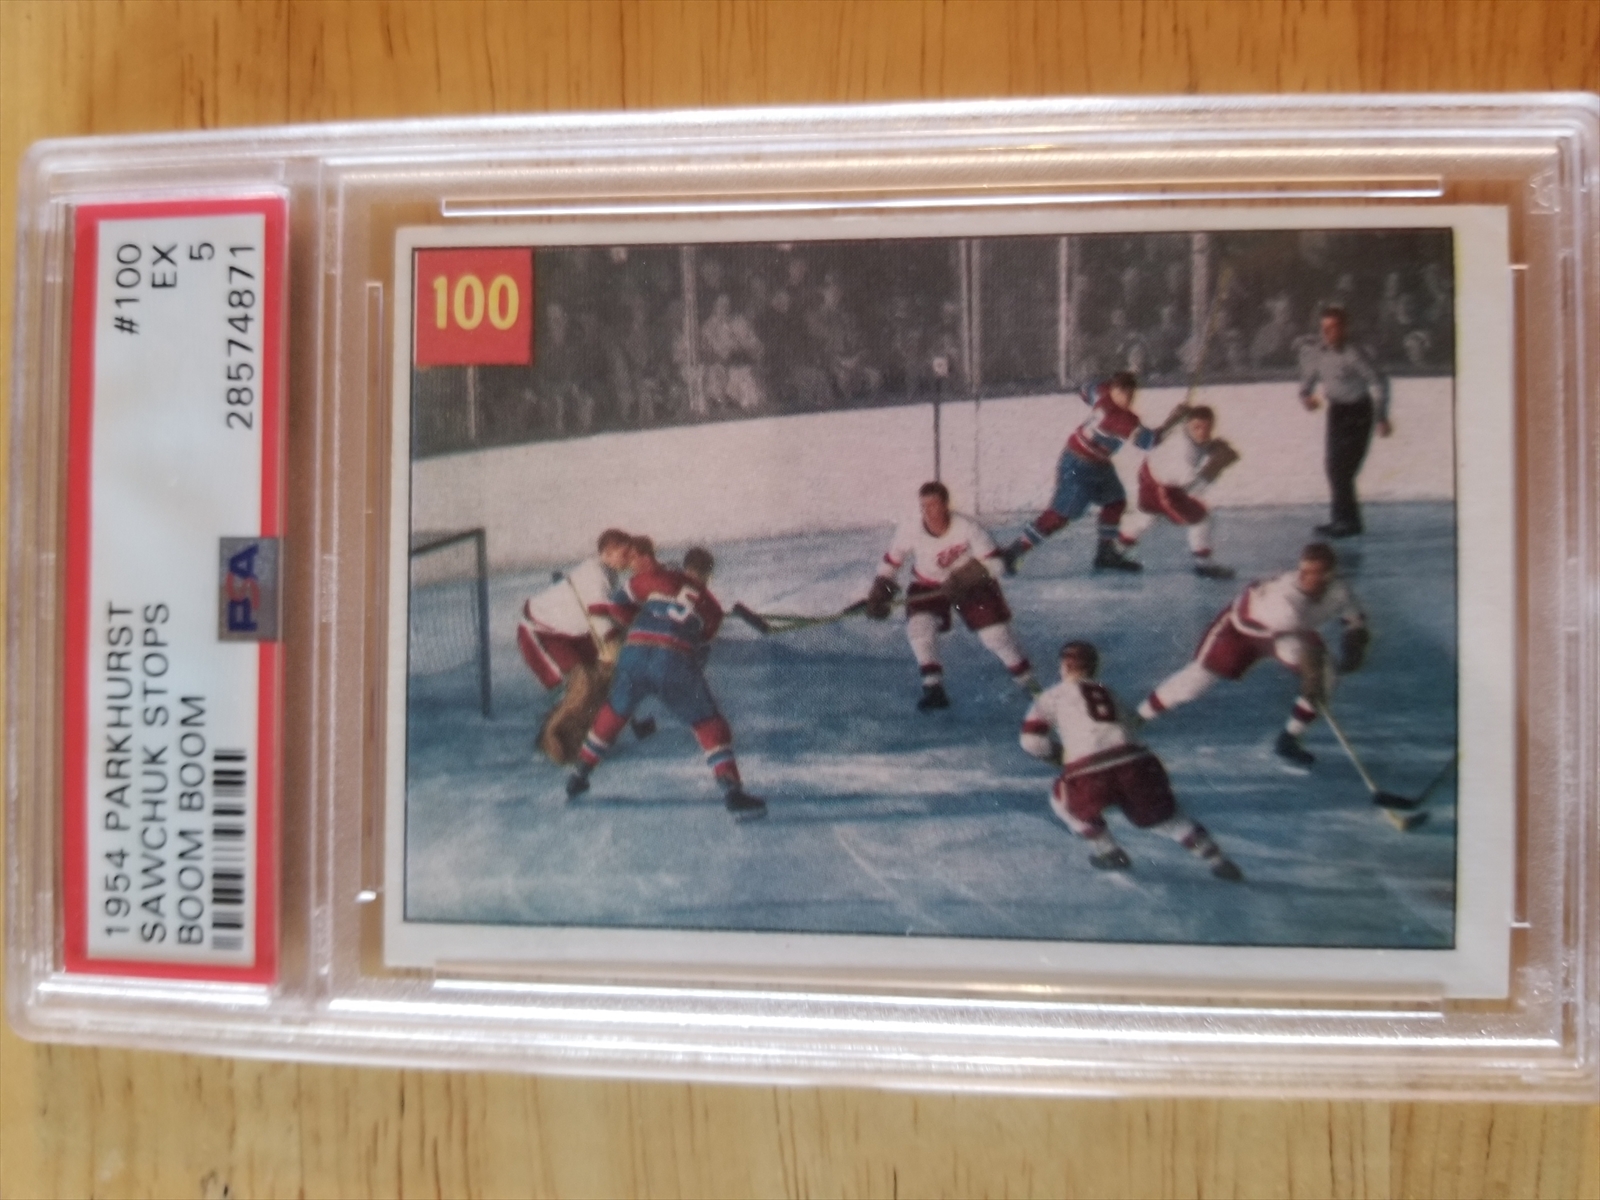 1954 PARKHURST #100
SAWCHUK STOPS EX
BOOM BOOM 5
28574871
PSA
100
5
8